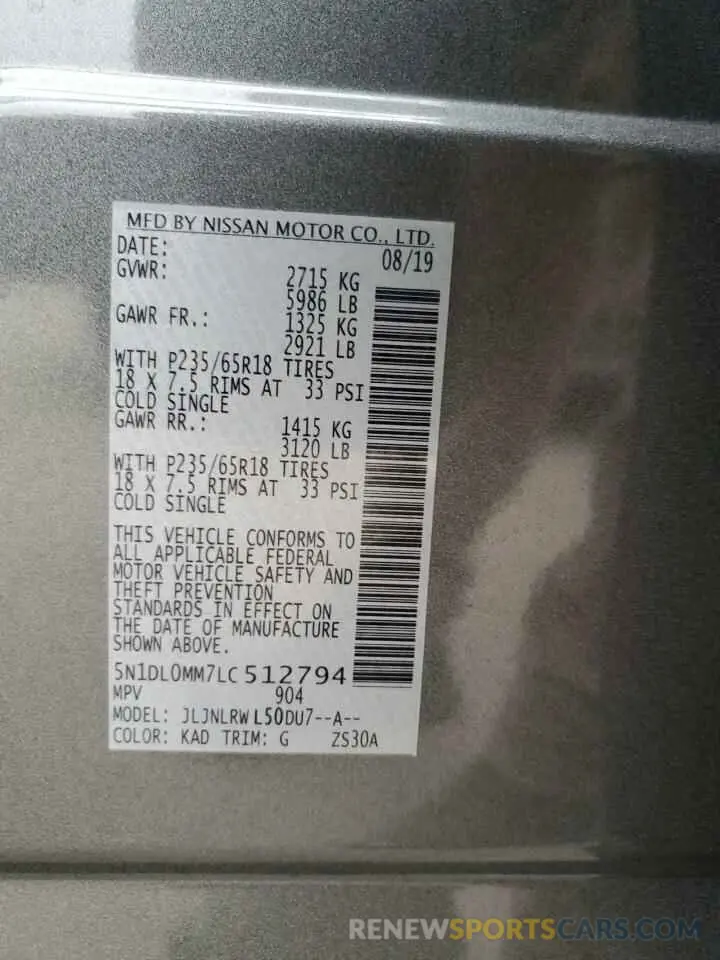 MFD BY NISSAN MOTOR CO., LTD.
DATE: 08/19
GVWR: 2715 KG
5986 LB
GAWR FR.: 1325 KG
2921 LB
WITH P235/65R18 TIRES
18 X 7.5 RIMS AT 33 PSI
COLD SINGLE
GAWR RR.: 1415 KG
3120 LB
WITH P235/65R18 TIRES
18 X 7.5 RIMS AT 33 PSI
COLD SINGLE
THIS VEHICLE CONFORMS TO
ALL APPLICABLE FEDERAL
MOTOR VEHICLE SAFETY AND
THEFT PREVENTION
STANDARDS IN EFFECT ON
THE DATE OF MANUFACTURE
SHOWN ABOVE.
5N1DL0MM7LC512794
MPV 904
MODEL: JLJNLRWL50DU7--A--
COLOR: KAD TRIM: G ZS30A
RENEWSPORTSCARS.COM